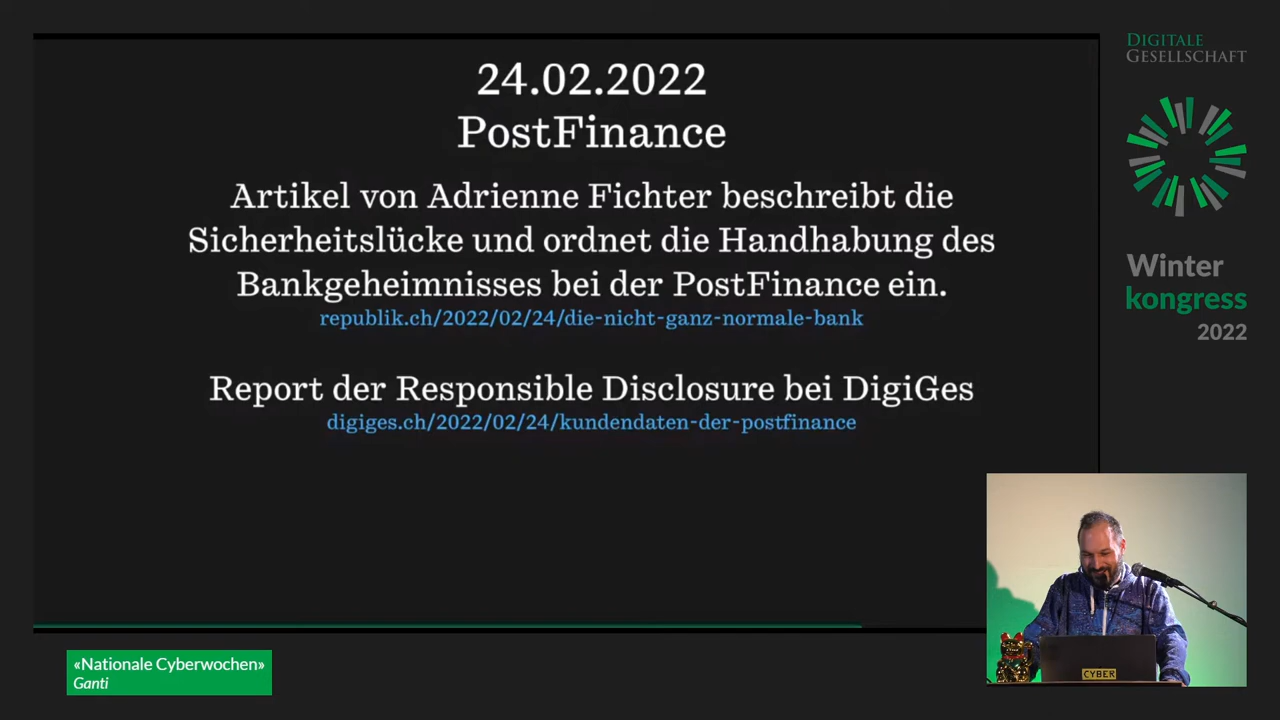 24.02.2022
PostFinance
Artikel von Adrienne Fichter beschreibt die
Sicherheitslücke und ordnet die Handhabung des
Bankgeheimnisses bei der PostFinance ein.
republik.ch/2022/02/24/die-nicht-ganz-normale-bank
Report der Responsible Disclosure bei DigiGes
digiges.ch/2022/02/24/kundendaten-der-postfinance
DIGITALE
GESELLSCHAFT
Winter
kongress
2022
CYBER
«Nationale Cyberwochen»
Ganti